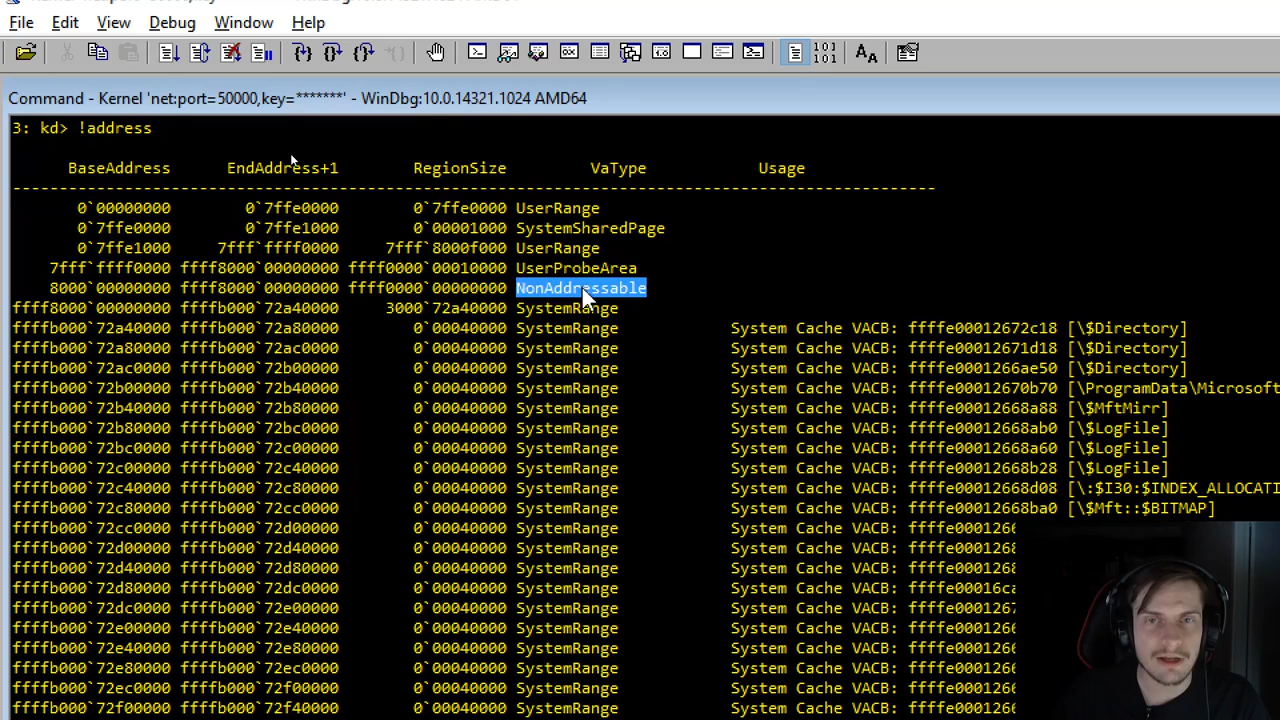 File Edit View Debug Window Help
Command - Kernel 'net:port=50000,key=*******' - WinDbg:10.0.14321.1024 AMD64
3: kd> !address
BaseAddress EndAddress+1 RegionSize VaType Usage
--------------------------------------------------------------------------------------------------
0`00000000 0`7ffe0000 0`7ffe0000 UserRange
0`7ffe0000 0`7ffe1000 0`00001000 SystemSharedPage
0`7ffe1000 7fff`ffff0000 7fff`8000f000 UserRange
7fff`ffff0000 ffff8000`00000000 ffff0000`00010000 UserProbeArea
8000`00000000 ffff8000`00000000 ffff0000`00000000 NonAddressable
ffff8000`00000000 ffffb000`72a40000 3000`72a40000 SystemRange
ffffb000`72a40000 ffffb000`72a80000 0`00040000 SystemRange System Cache VACB: ffffe00012672c18 [\$Directory]
ffffb000`72a80000 ffffb000`72ac0000 0`00040000 SystemRange System Cache VACB: ffffe00012671d18 [\$Directory]
ffffb000`72ac0000 ffffb000`72b00000 0`00040000 SystemRange System Cache VACB: ffffe0001266ae50 [\$Directory]
ffffb000`72b00000 ffffb000`72b40000 0`00040000 SystemRange System Cache VACB: ffffe00012670b70 [\ProgramData\Microsoft
ffffb000`72b40000 ffffb000`72b80000 0`00040000 SystemRange System Cache VACB: ffffe00012668a88 [\$MftMirr]
ffffb000`72b80000 ffffb000`72bc0000 0`00040000 SystemRange System Cache VACB: ffffe00012668ab0 [\$LogFile]
ffffb000`72bc0000 ffffb000`72c00000 0`00040000 SystemRange System Cache VACB: ffffe00012668a60 [\$LogFile]
ffffb000`72c00000 ffffb000`72c40000 0`00040000 SystemRange System Cache VACB: ffffe00012668b28 [\$LogFile]
ffffb000`72c40000 ffffb000`72c80000 0`00040000 SystemRange System Cache VACB: ffffe00012668d08 [\:$I30:$INDEX_ALLOCATI
ffffb000`72c80000 ffffb000`72cc0000 0`00040000 SystemRange System Cache VACB: ffffe00012668ba0 [\$Mft::$BITMAP]
ffffb000`72cc0000 ffffb000`72d00000 0`00040000 SystemRange System Cache VACB: ffffe0001266
ffffb000`72d00000 ffffb000`72d40000 0`00040000 SystemRange System Cache VACB: ffffe0001268
ffffb000`72d40000 ffffb000`72d80000 0`00040000 SystemRange System Cache VACB: ffffe0001266
ffffb000`72d80000 ffffb000`72dc0000 0`00040000 SystemRange System Cache VACB: ffffe00016ca
ffffb000`72dc0000 ffffb000`72e00000 0`00040000 SystemRange System Cache VACB: ffffe0001267
ffffb000`72e00000 ffffb000`72e40000 0`00040000 SystemRange System Cache VACB: ffffe0001266
ffffb000`72e40000 ffffb000`72e80000 0`00040000 SystemRange System Cache VACB: ffffe0001266
ffffb000`72e80000 ffffb000`72ec0000 0`00040000 SystemRange System Cache VACB: ffffe0001266
ffffb000`72ec0000 ffffb000`72f00000 0`00040000 SystemRange System Cache VACB: ffffe0001266
ffffb000`72f00000 ffffb000`72f40000 0`00040000 SystemRange System Cache VACB: ffffe0001266